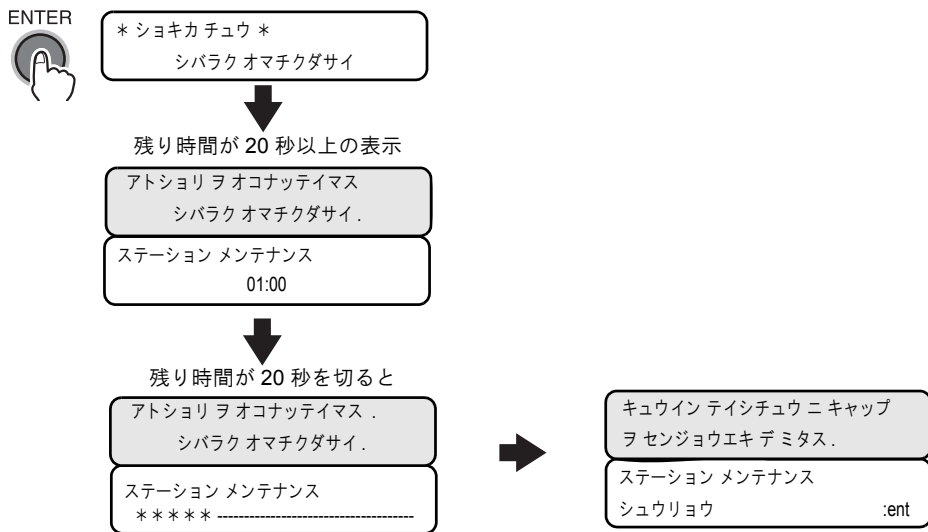 ENTER
＊ ショキカ チュウ ＊
シバラク オマチクダサイ
残り時間が 20 秒以上の表示
アトショリ ヲ オコナッテイマス
シバラク オマチクダサイ .
ステーション メンテナンス
01:00
残り時間が 20 秒を切ると
アトショリ ヲ オコナッテイマス .
シバラク オマチクダサイ .
ステーション メンテナンス
＊＊＊＊＊ ------------------------------------
キュウイン テイシチュウ ニ キャップ
ヲ センジョウエキ デ ミタス .
ステーション メンテナンス
シュウリョウ :ent